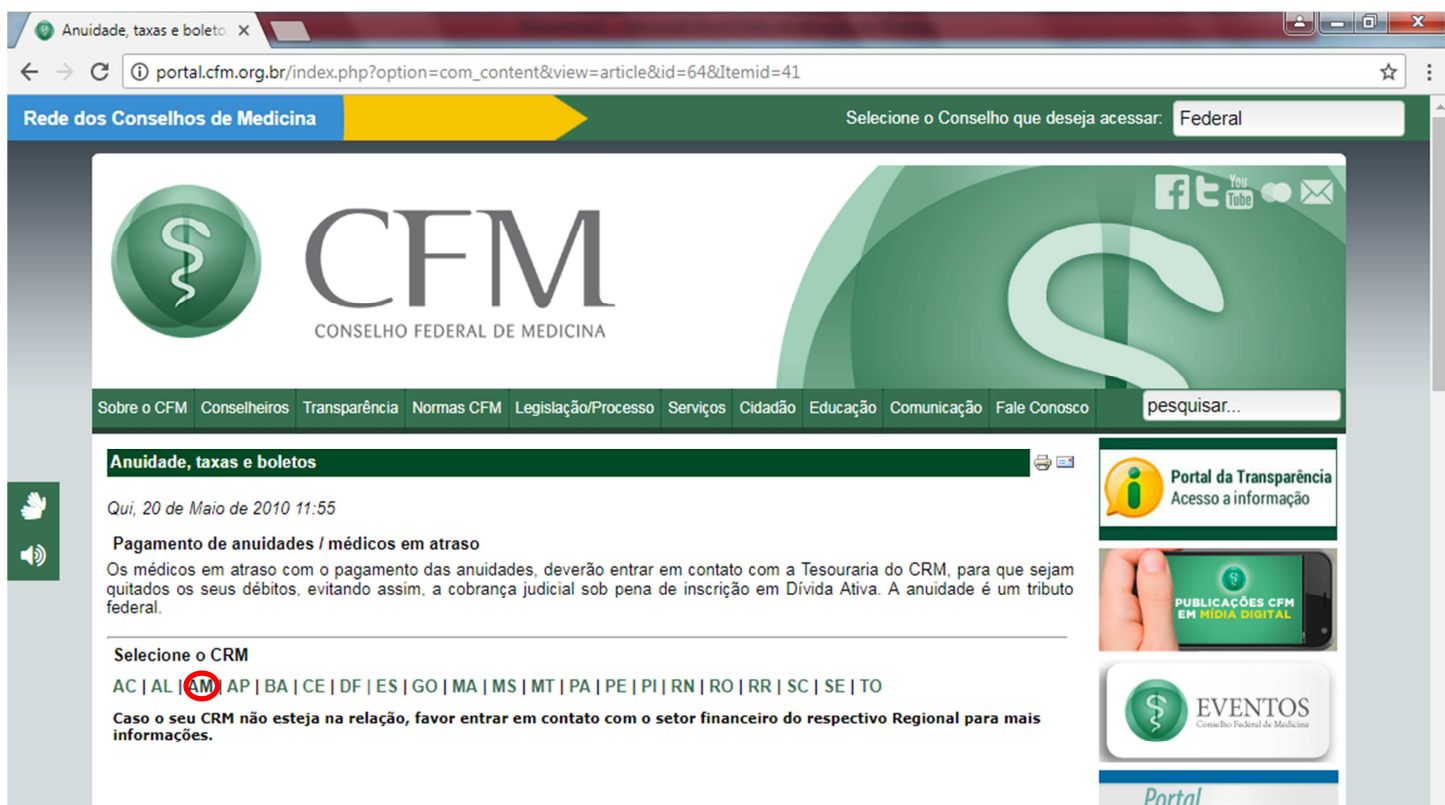 Anuidade, taxas e boleto
portal.cfm.org.br/index.php?option=com_content&view=article&id=64&Itemid=41
Rede dos Conselhos de Medicina
Selecione o Conselho que deseja acessar: Federal
You
Tube
CFM
CONSELHO FEDERAL DE MEDICINA
Sobre o CFM Conselheiros Transparência Normas CFM Legislação/Processo Serviços Cidadão Educação Comunicação Fale Conosco pesquisar...
Anuidade, taxas e boletos
Qui, 20 de Maio de 2010 11:55
Pagamento de anuidades / médicos em atraso
Os médicos em atraso com o pagamento das anuidades, deverão entrar em contato com a Tesouraria do CRM, para que sejam
quitados os seus débitos, evitando assim, a cobrança judicial sob pena de inscrição em Dívida Ativa. A anuidade é um tributo
federal.
Selecione o CRM
AC | AL | AM | AP | BA | CE | DF | ES | GO | MA | MS | MT | PA | PE | PI | RN | RO | RR | SC | SE | TO
Caso o seu CRM não esteja na relação, favor entrar em contato com o setor financeiro do respectivo Regional para mais
informações.
Portal da Transparência
Acesso a informação
PUBLICAÇÕES CFM
EM MÍDIA DIGITAL
EVENTOS
Conselho Federal de Medicina
Portal